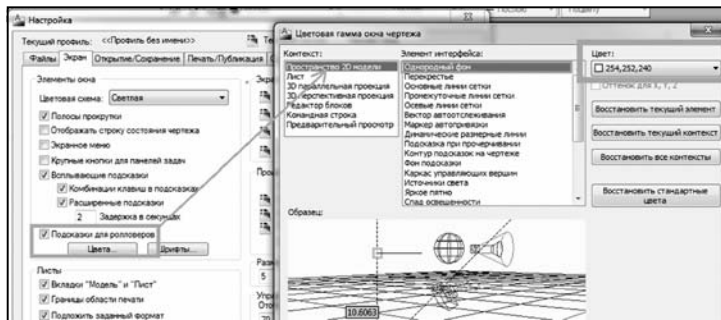 Настройка
Текущий профиль: <<Профиль без имени>>
Файлы Экран Открытие/Сохранение Печать/Публикация
Элементы окна
Цветовая схема: Светлая
Полосы прокрутки
Отображать строку состояния чертежа
Экранное меню
Крупные кнопки для панелей задач
Всплывающие подсказки
Комбинации клавиш в подсказках
Расширенные подсказки
2 Задержка в секундах
Подсказки для ролловеров
Цвета... Шрифты...
Листы
Вкладки "Модель" и "Лист"
Границы области печати
Подложить заданный формат
Разм
5
Цветовая гамма окна чертежа
Контекст:
Пространство 2D модели
Лист
3D параллельная проекция
3D перспективная проекция
Редактор блоков
Командная строка
Предварительный просмотр
Элемент интерфейса:
Однородный фон
Перекрестье
Основные линии сетки
Промежуточные линии сетки
Осевые линии сетки
Вектор автоотслеживания
Маркер автопривязки
Динамические размерные линии
Подсказка при прочерчивании
Контур подсказок на чертеже
Фон подсказки
Каркас управляющих вершин
Источники света
Яркое пятно
Спад освещенности
Цвет:
254,252,240
Оттенок для X, Y, Z
Восстановить текущий элемент
Восстановить текущий контекст
Восстановить все контексты
Восстановить стандартные
цвета
Образец:
10.6063